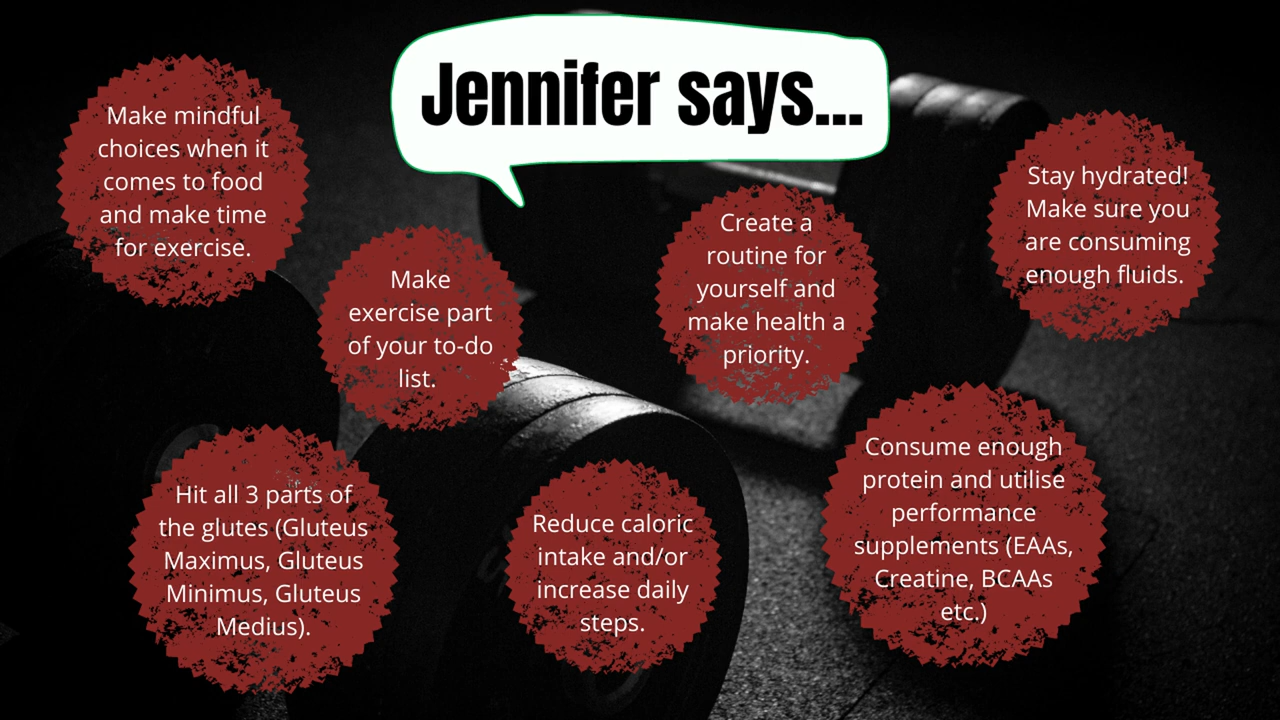 Jennifer says...
Make mindful
choices when it
comes to food
and make time
for exercise.
Make
exercise part
of your to-do
list.
Create a
routine for
yourself and
make health a
priority.
Stay hydrated!
Make sure you
are consuming
enough fluids.
Hit all 3 parts of
the glutes (Gluteus
Maximus, Gluteus
Minimus, Gluteus
Medius).
Reduce caloric
intake and/or
increase daily
steps.
Consume enough
protein and utilise
performance
supplements (EAAs,
Creatine, BCAAs
etc.)